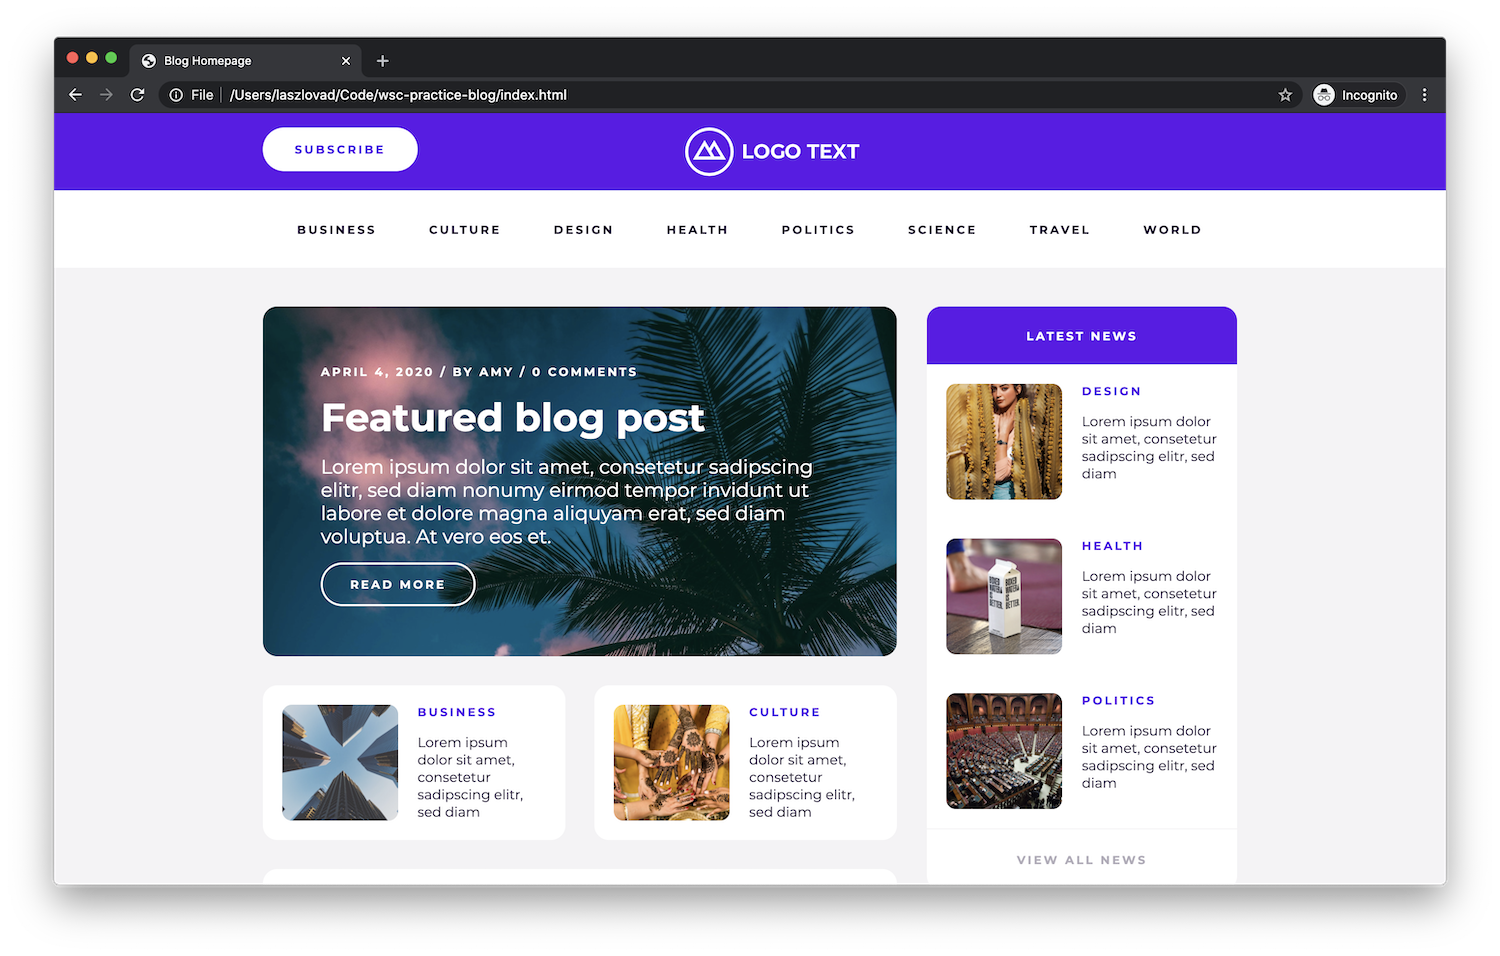 Blog Homepage
File
/Users/laszlovad/Code/wsc-practice-blog/index.html
Incognito
SUBSCRIBE
LOGO TEXT
BUSINESS
CULTURE
DESIGN
HEALTH
POLITICS
SCIENCE
TRAVEL
WORLD
APRIL 4, 2020 / BY AMY / 0 COMMENTS
Featured blog post
Lorem ipsum dolor sit amet, consetetur sadipscing
elitr, sed diam nonumy eirmod tempor invidunt ut
labore et dolore magna aliquyam erat, sed diam
voluptua. At vero eos et.
READ MORE
BUSINESS
Lorem ipsum
dolor sit amet,
consetetur
sadipscing elitr,
sed diam
CULTURE
Lorem ipsum
dolor sit amet,
consetetur
sadipscing elitr,
sed diam
LATEST NEWS
DESIGN
Lorem ipsum dolor
sit amet, consetetur
sadipscing elitr, sed
diam
BOXED
WATER
IS
BETTER.
HEALTH
Lorem ipsum dolor
sit amet, consetetur
sadipscing elitr, sed
diam
POLITICS
Lorem ipsum dolor
sit amet, consetetur
sadipscing elitr, sed
diam
VIEW ALL NEWS